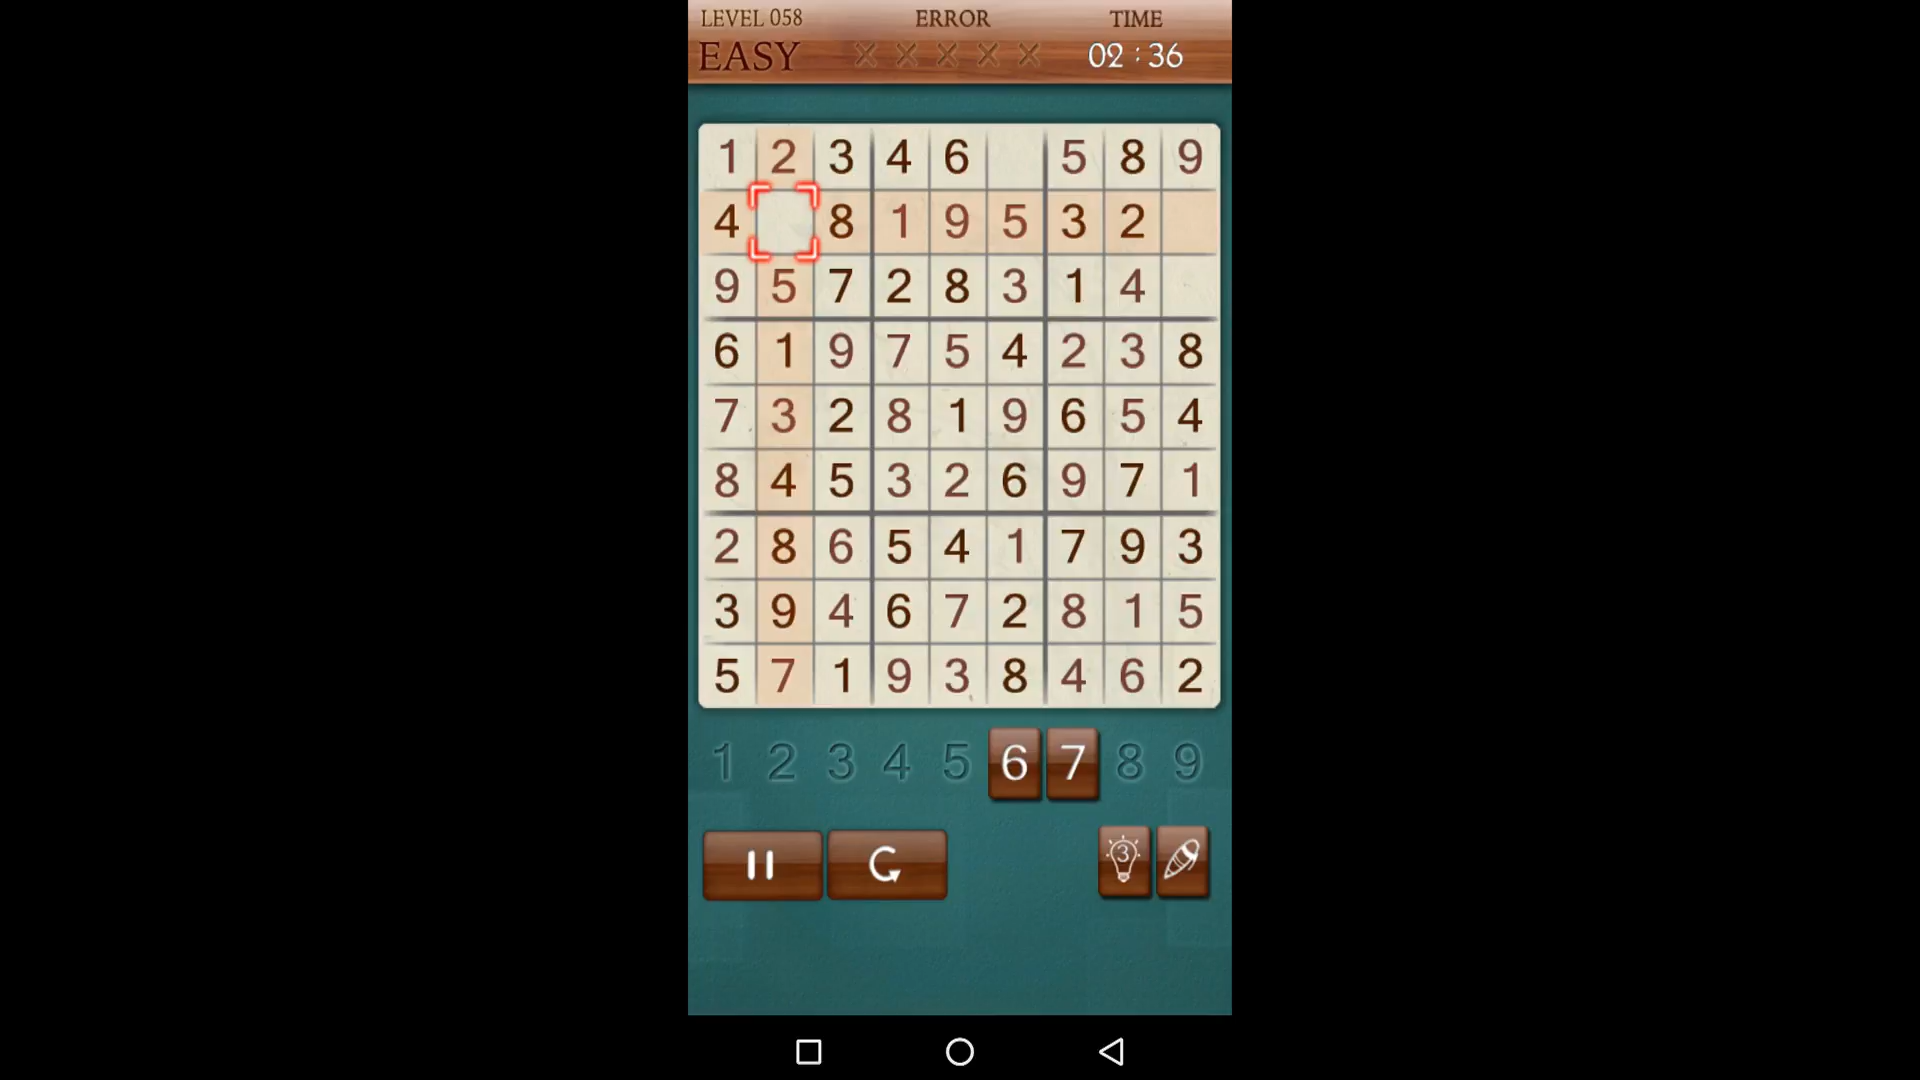 LEVEL 058 ERROR TIME
EASY 02 : 36
1 2 3 4 6 5 8 9
4 8 1 9 5 3 2
9 5 7 2 8 3 1 4
6 1 9 7 5 4 2 3 8
7 3 2 8 1 9 6 5 4
8 4 5 3 2 6 9 7 1
2 8 6 5 4 1 7 9 3
3 9 4 6 7 2 8 1 5
5 7 1 9 3 8 4 6 2
1 2 3 4 5 6 7 8 9
3